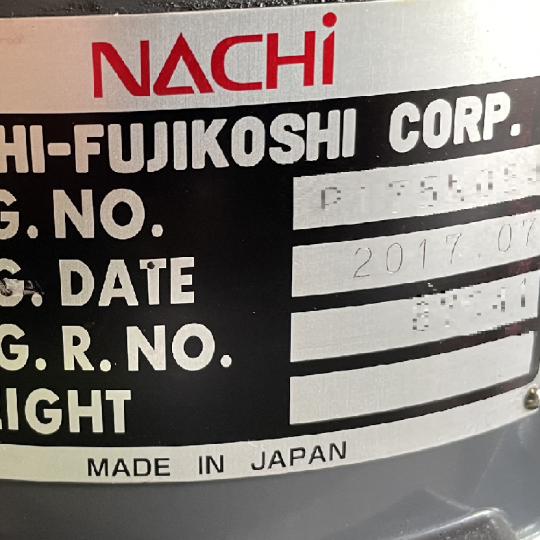 NACHi
HI-FUJIKOSHI CORP.
G. NO.
G. DATE 2017.07
G. R. NO.
IGHT
MADE IN JAPAN